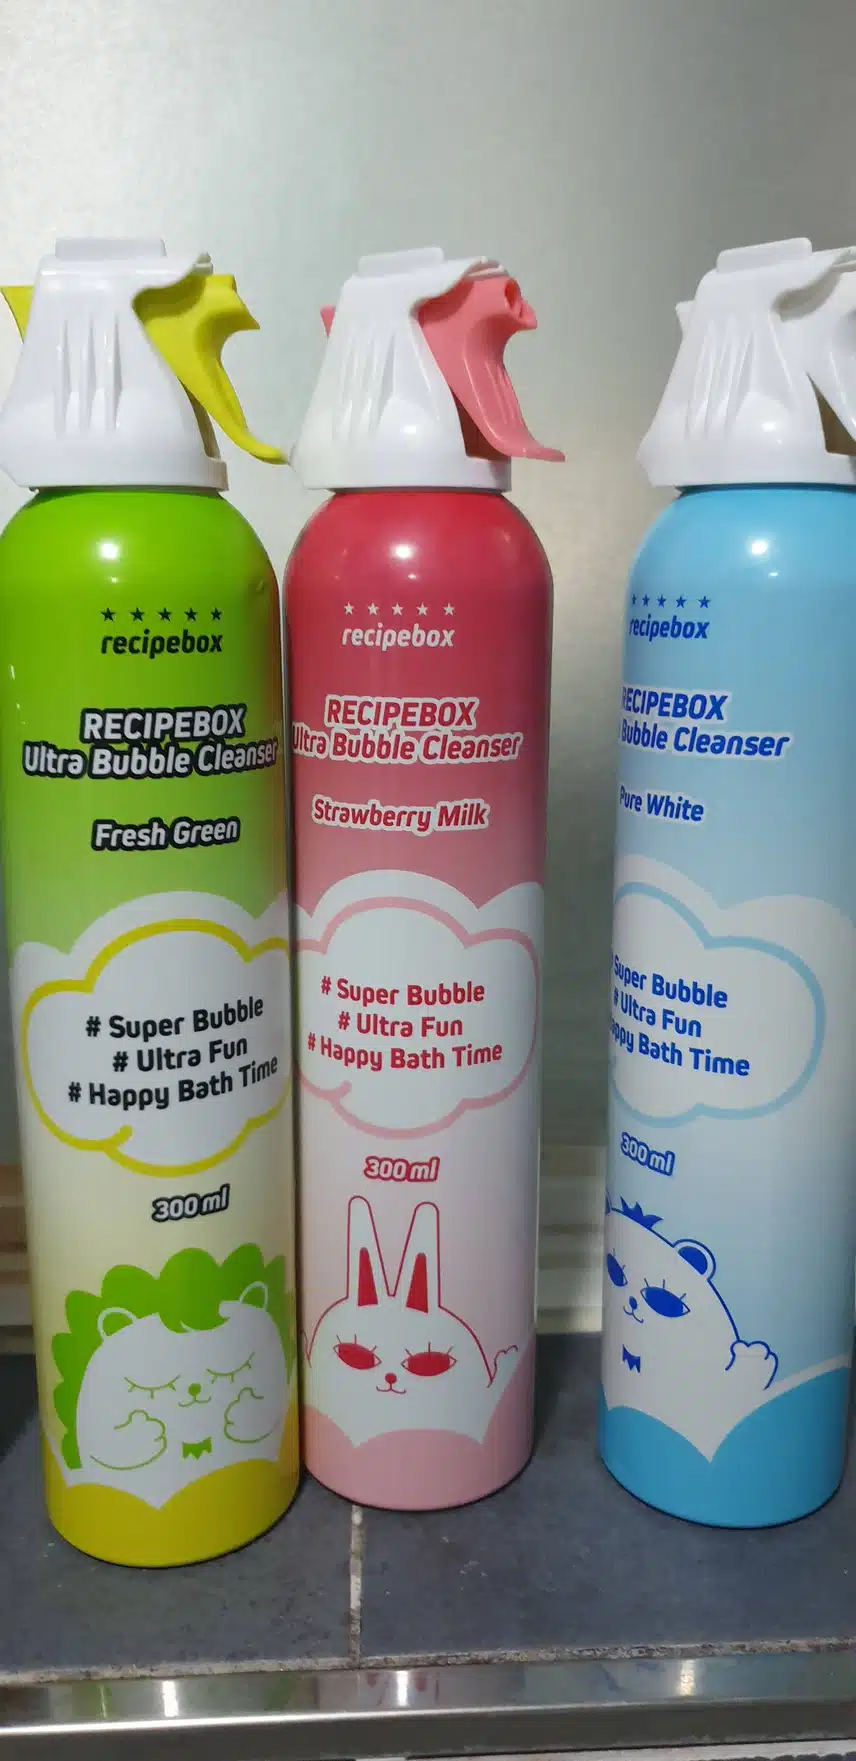 ★ ★ ★ ★ ★
recipebox
RECIPEBOX
Ultra Bubble Cleanser
Fresh Green
# Super Bubble
# Ultra Fun
# Happy Bath Time
300ml
★ ★ ★ ★ ★
recipebox
RECIPEBOX
Ultra Bubble Cleanser
Strawberry Milk
# Super Bubble
# Ultra Fun
# Happy Bath Time
300ml
★ ★ ★ ★ ★
recipebox
RECIPEBOX
Bubble Cleanser
Pure White
Super Bubble
# Ultra Fun
Bath Time
300ml